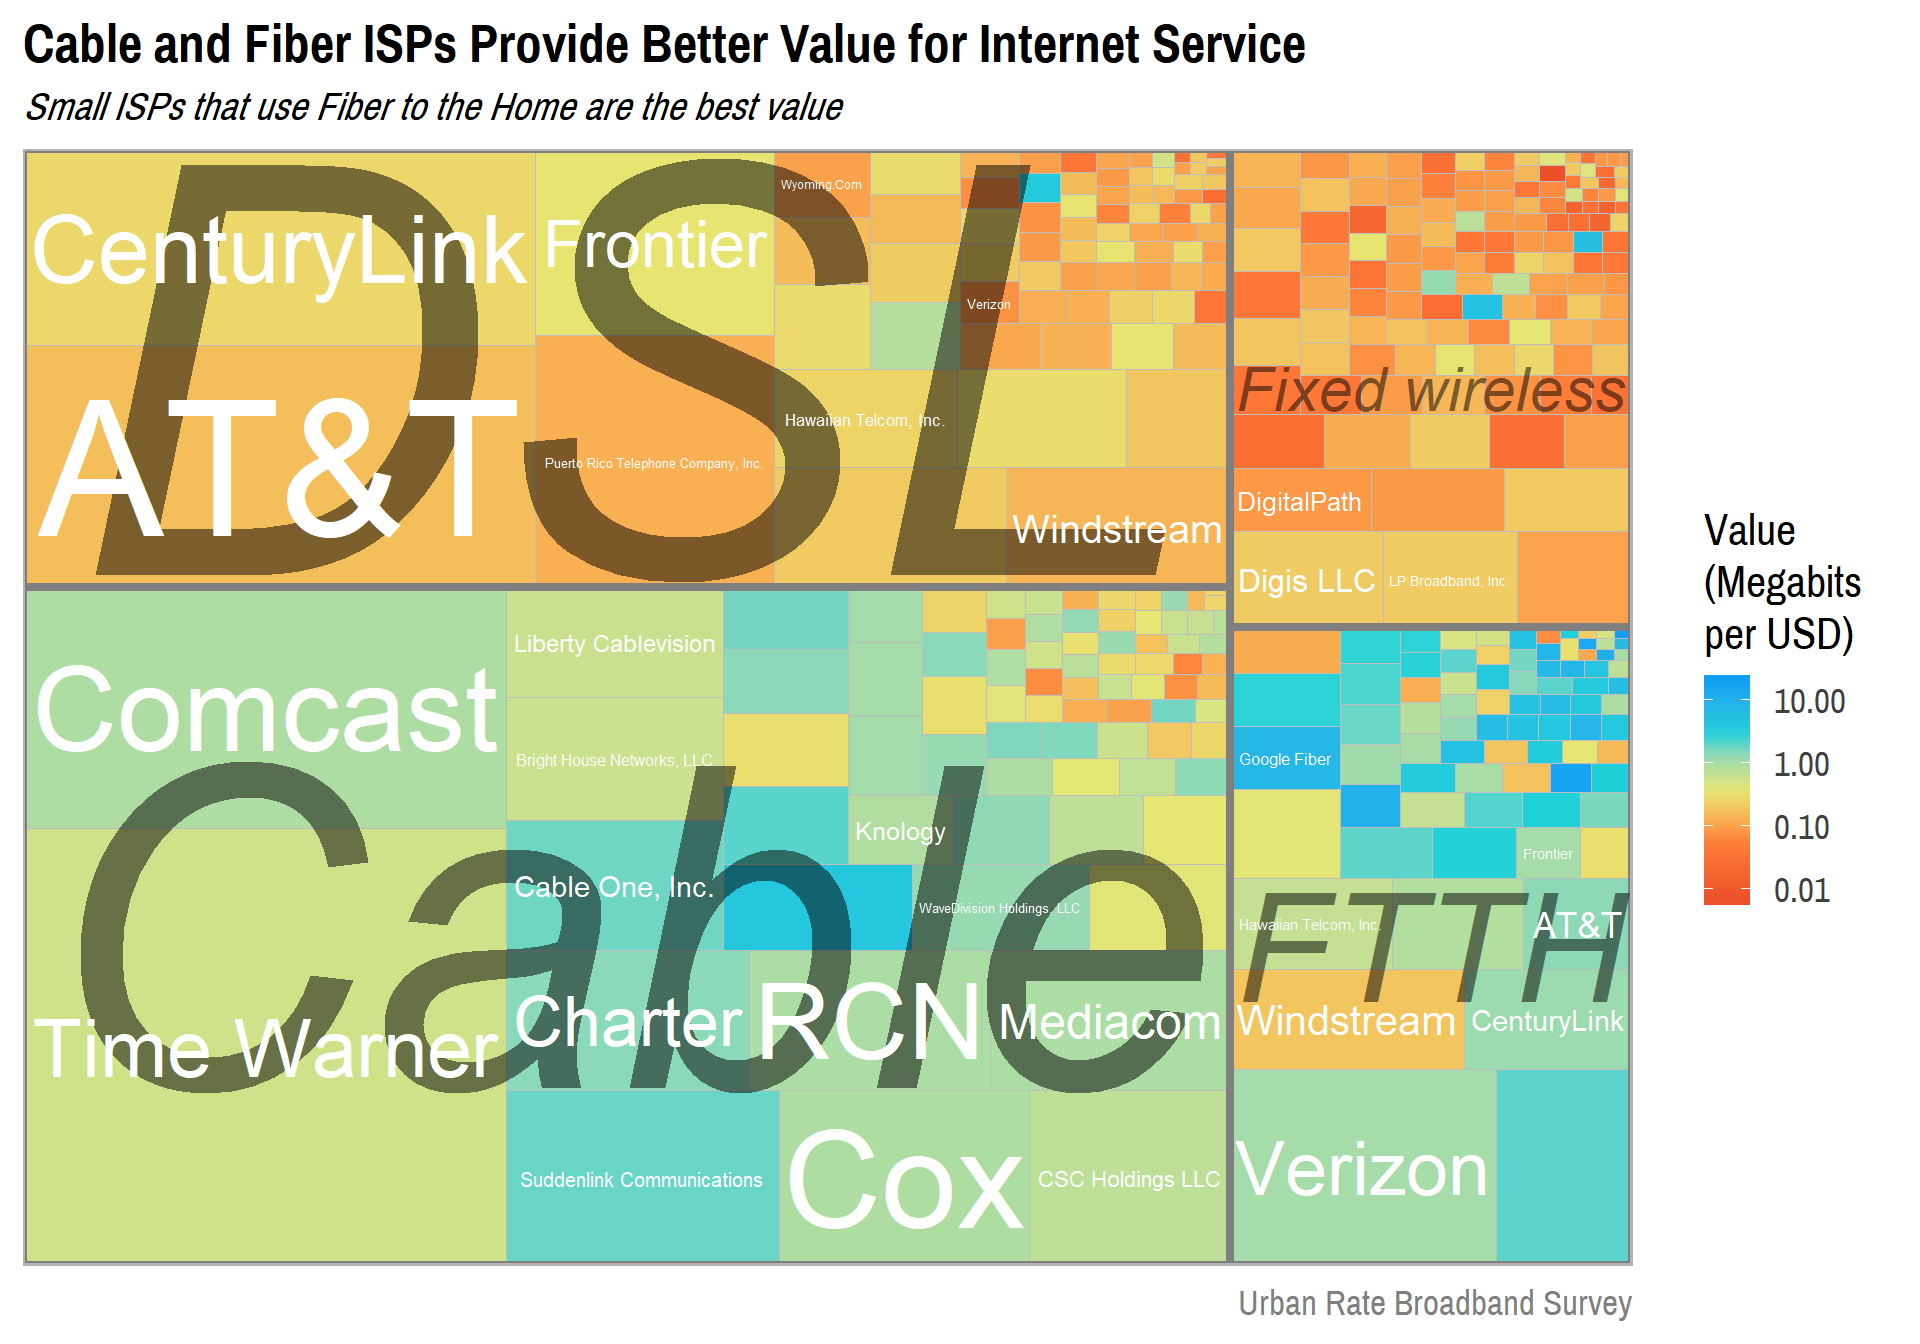 Cable and Fiber ISPs Provide Better Value for Internet Service
Small ISPs that use Fiber to the Home are the best value
DSL
CenturyLink
Frontier
Wyoming.Com
Verizon
AT&T
Puerto Rico Telephone Company, Inc.
Hawaiian Telcom, Inc.
Windstream
Fixed wireless
DigitalPath
Digis LLC
LP Broadband, Inc.
Cable
Comcast
Liberty Cablevision
Bright House Networks, LLC
Knology
Cable One, Inc.
WaveDivision Holdings, LLC
Time Warner
Charter
RCN
Mediacom
Suddenlink Communications
Cox
CSC Holdings LLC
FTTH
Google Fiber
Frontier
Hawaiian Telcom, Inc.
AT&T
Windstream
CenturyLink
Verizon
Value
(Megabits
per USD)
10.00
1.00
0.10
0.01
Urban Rate Broadband Survey